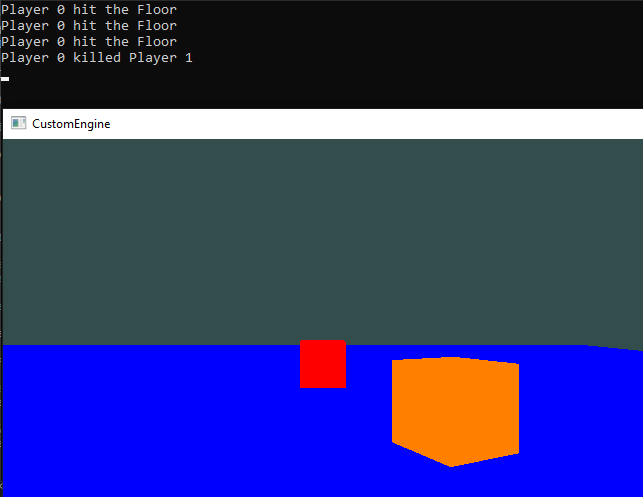 Player 0 hit the Floor
Player 0 hit the Floor
Player 0 hit the Floor
Player 0 killed Player 1
CustomEngine